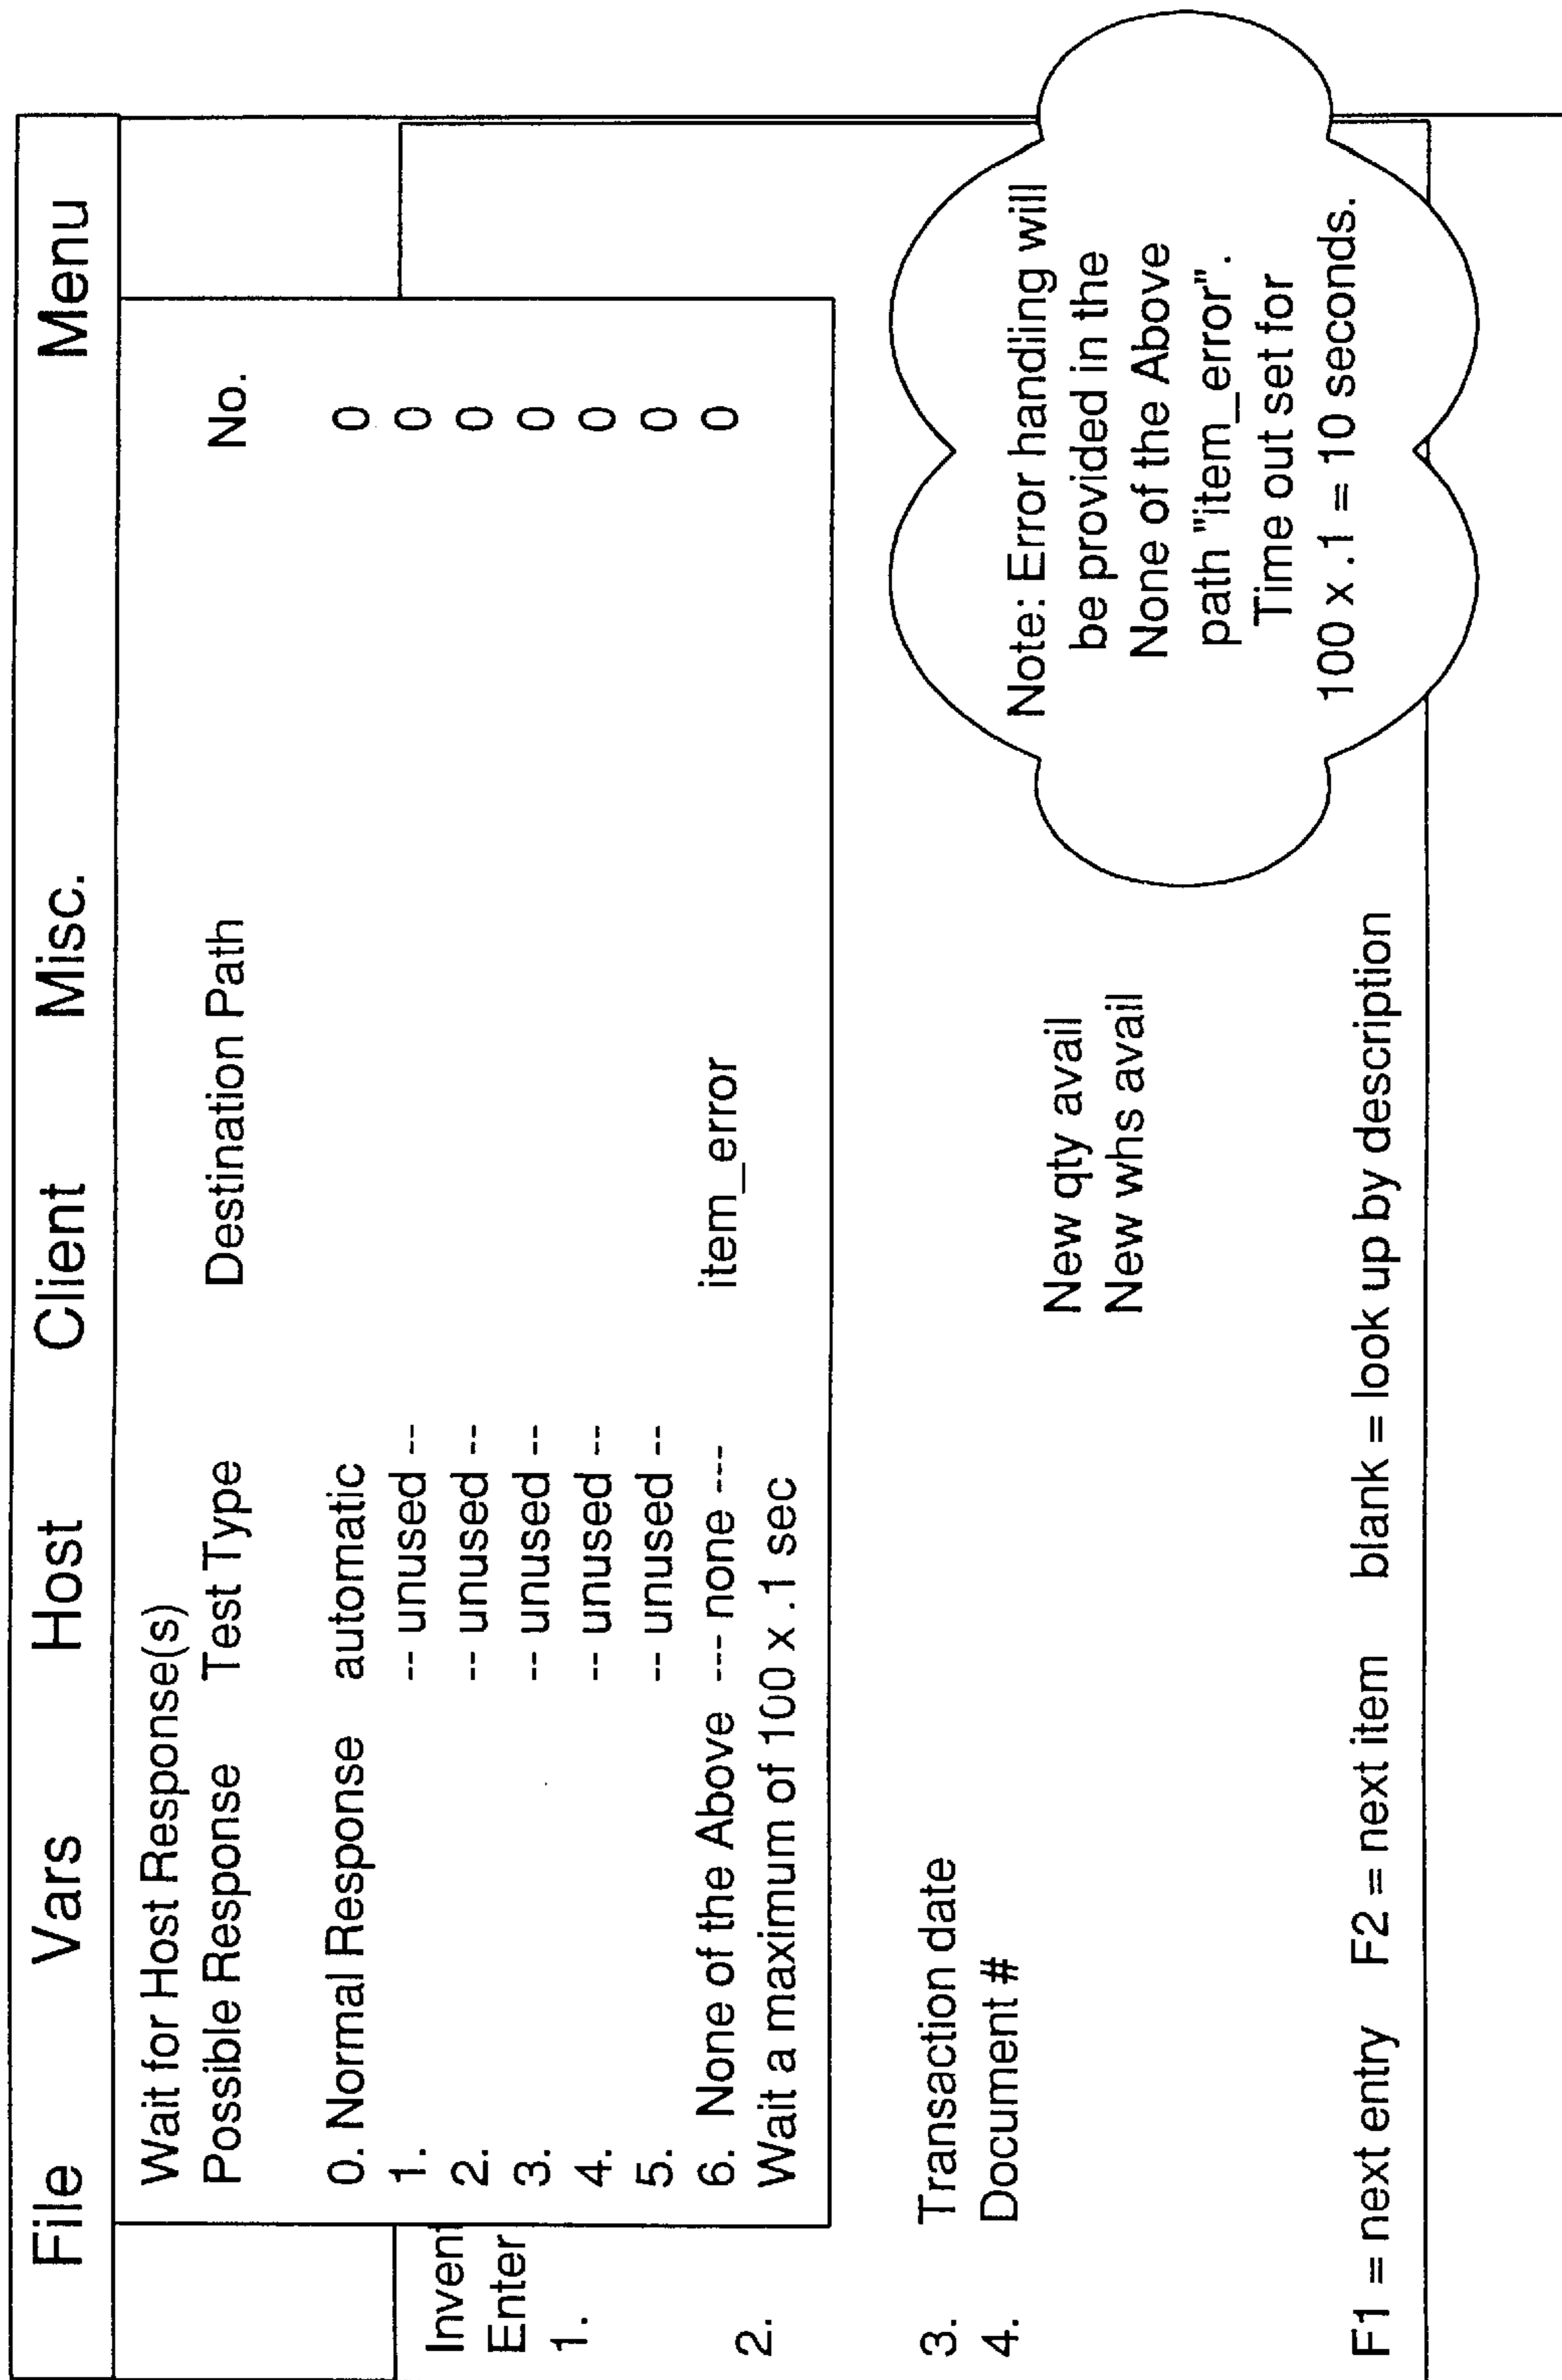 File Vars Host Client Misc. Menu
Wait for Host Response(s)
Possible Response Test Type Destination Path No.
0. Normal Response automatic 0
1. -- unused -- 0
2. -- unused -- 0
3. -- unused -- 0
4. -- unused -- 0
5. -- unused -- 0
6. None of the Above --- none --- item_error 0
Wait a maximum of 100 x .1 sec
Inven
Enter
1.
2.
3. Transaction date
4. Document #
New qty avail
New whs avail
Note: Error handling will
be provided in the
None of the Above
path "item_error".
Time out set for
100 x .1 = 10 seconds.
F1 = next entry F2 = next item blank = look up by description